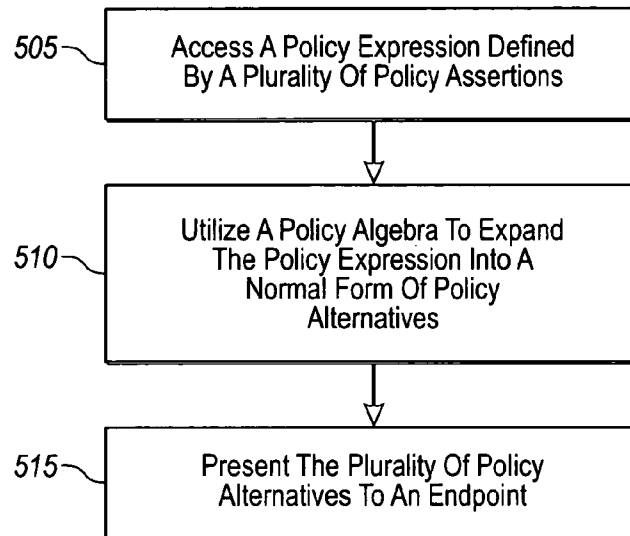 505
Access A Policy Expression Defined
By A Plurality Of Policy Assertions
510
Utilize A Policy Algebra To Expand
The Policy Expression Into A
Normal Form Of Policy
Alternatives
515
Present The Plurality Of Policy
Alternatives To An Endpoint